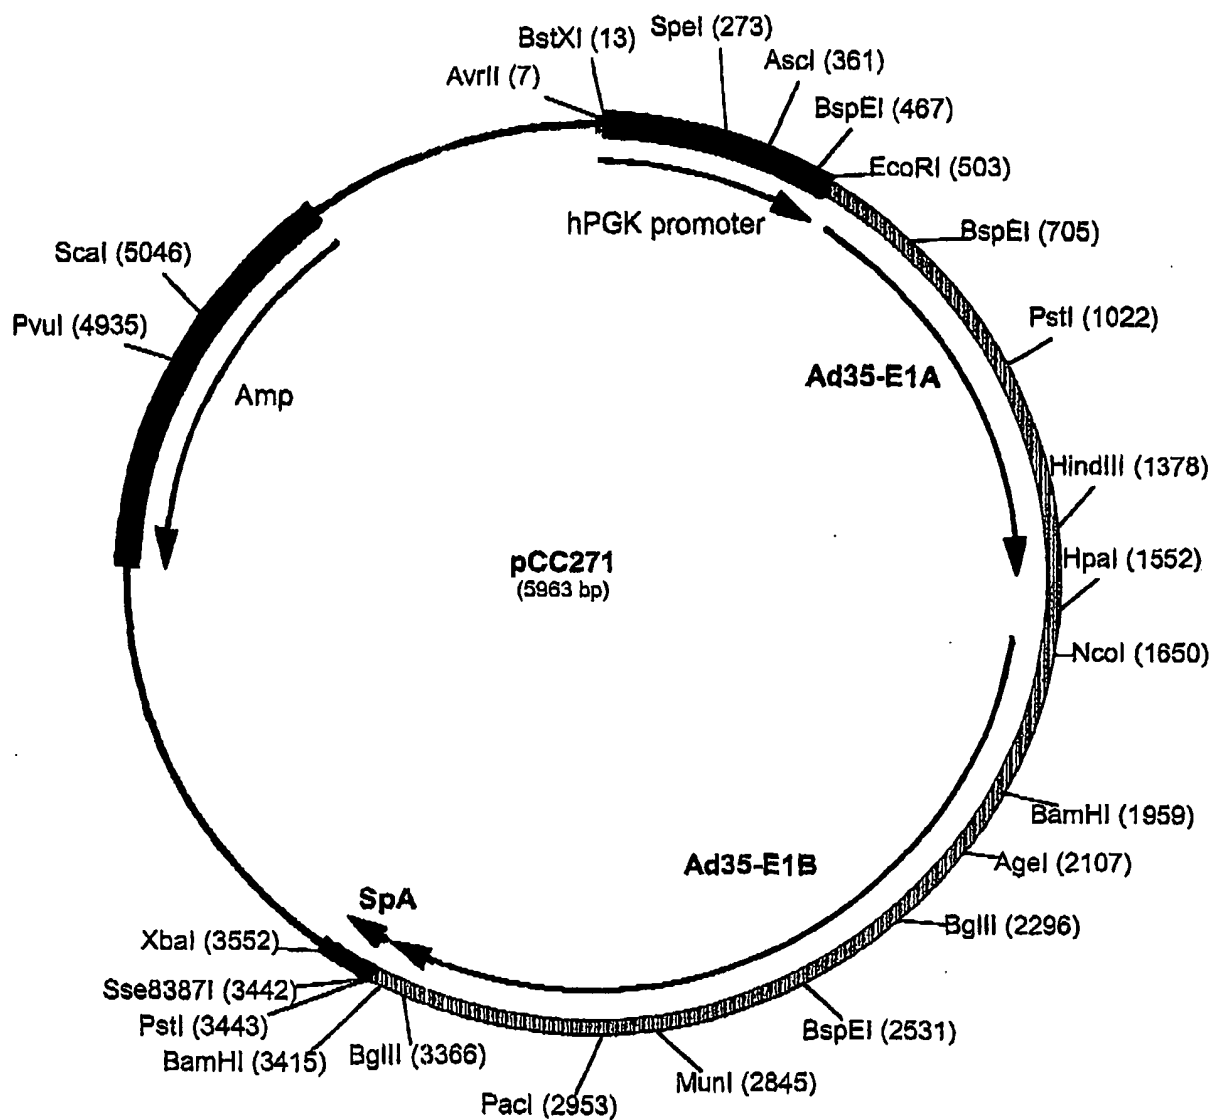 BstXI (13)
SpeI (273)
AvrII (7)
AscI (361)
BspEI (467)
EcoRI (503)
hPGK promoter
BspEI (705)
ScaI (5046)
PvuI (4935)
PstI (1022)
Ad35-E1A
Amp
HindIII (1378)
pCC271
(5963 bp)
HpaI (1552)
NcoI (1650)
BamHI (1959)
Ad35-E1B
AgeI (2107)
SpA
BglII (2296)
XbaI (3552)
Sse8387I (3442)
PstI (3443)
BspEI (2531)
BamHI (3415)
BglII (3366)
MunI (2845)
PacI (2953)